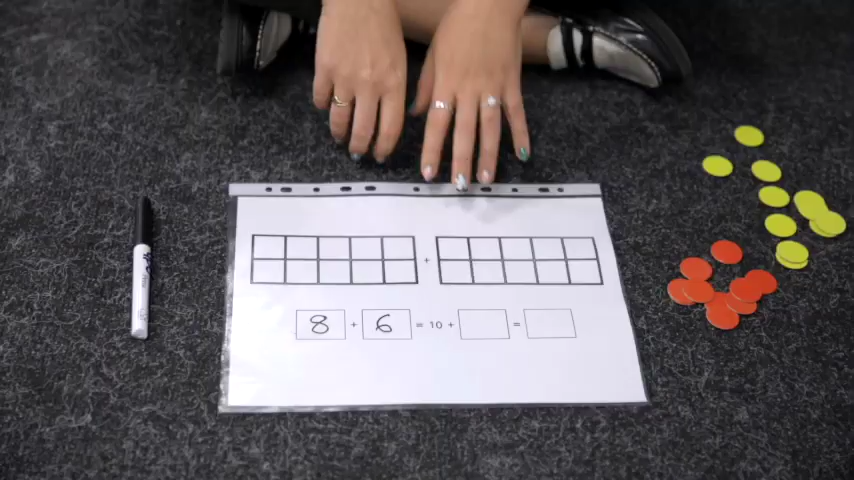 +
8 + 6 = 10 + =